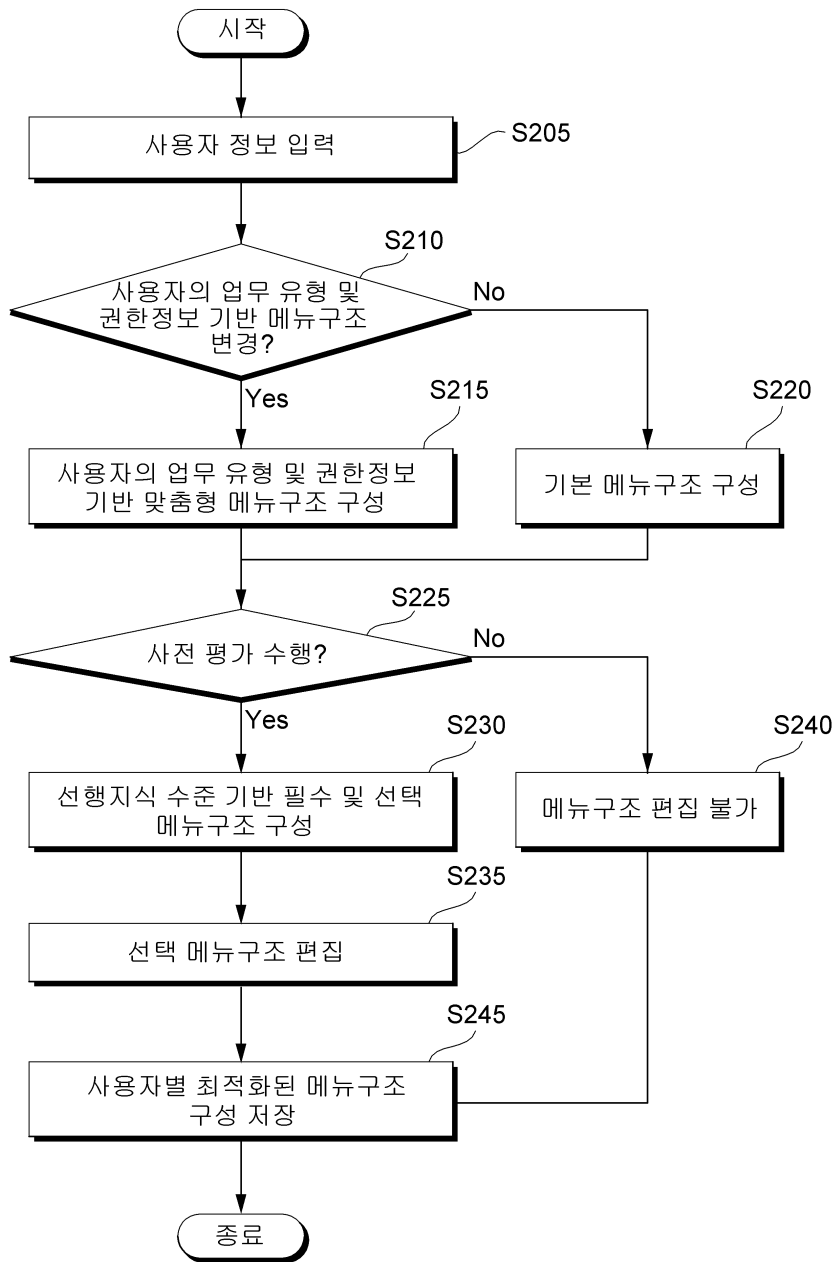 시작
사용자 정보 입력
S205
S210
사용자의 업무 유형 및
권한정보 기반 메뉴구조
변경?
No
Yes
S215
S220
사용자의 업무 유형 및 권한정보
기반 맞춤형 메뉴구조 구성
기본 메뉴구조 구성
S225
사전 평가 수행?
No
Yes
S230
S240
선행지식 수준 기반 필수 및 선택
메뉴구조 구성
메뉴구조 편집 불가
S235
선택 메뉴구조 편집
S245
사용자별 최적화된 메뉴구조
구성 저장
종료